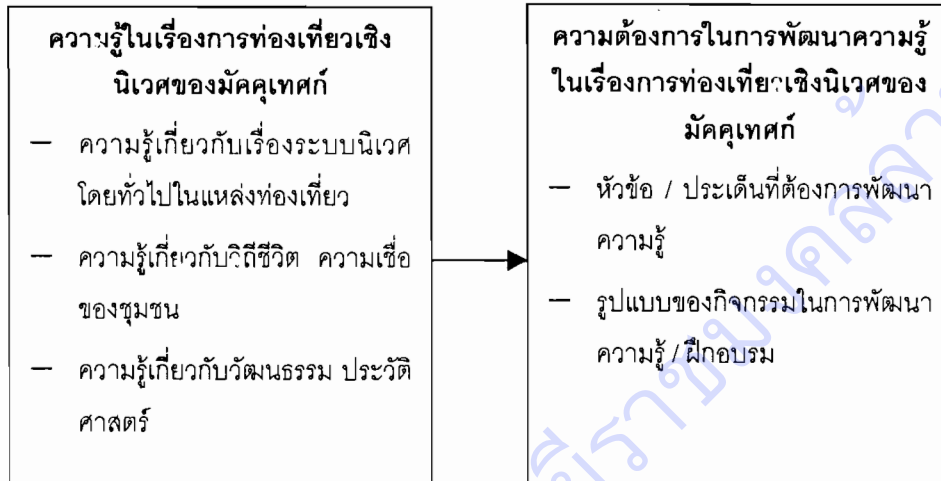 ความรู้ในเรื่องการท่องเที่ยวเชิง
นิเวศของมัคคุเทศก์
— ความรู้เกี่ยวกับเรื่องระบบนิเวศ
โดยทั่วไปในแหล่งท่องเที่ยว
— ความรู้เกี่ยวกับวิถีชีวิต ความเชื่อ
ของชุมชน
— ความรู้เกี่ยวกับวัฒนธรรม ประวัติ
ศาสตร์
ความต้องการในการพัฒนาความรู้
ในเรื่องการท่องเที่ยวเชิงนิเวศของ
มัคคุเทศก์
— หัวข้อ / ประเด็นที่ต้องการพัฒนา
ความรู้
— รูปแบบของกิจกรรมในการพัฒนา
ความรู้ / ฝึกอบรม